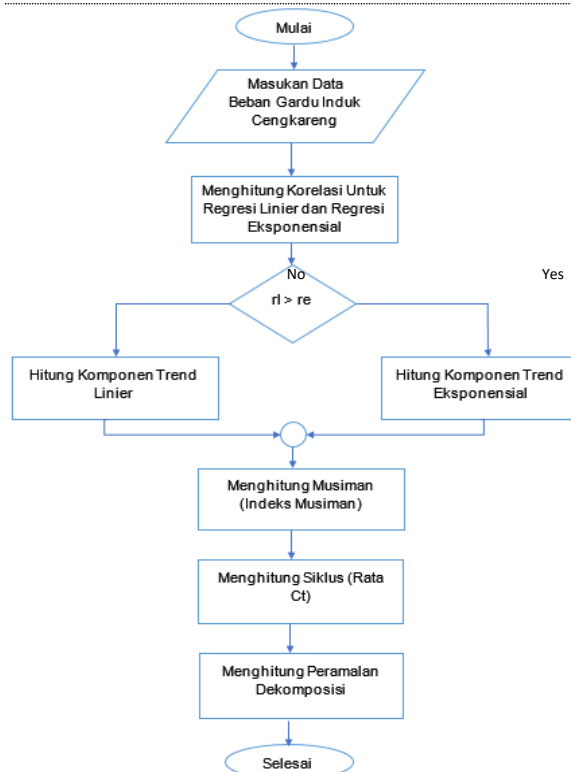 Mulai
Masukan Data
Beban Gardu Induk
Cengkareng
Menghitung Korelasi Untuk
Regresi Linier dan Regresi
Eksponensial
No
Yes
rl > re
Hitung Komponen Trend
Linier
Hitung Komponen Trend
Eksponensial
Menghitung Musiman
(Indeks Musiman)
Menghitung Siklus (Rata
Ct)
Menghitung Peramalan
Dekomposisi
Selesai